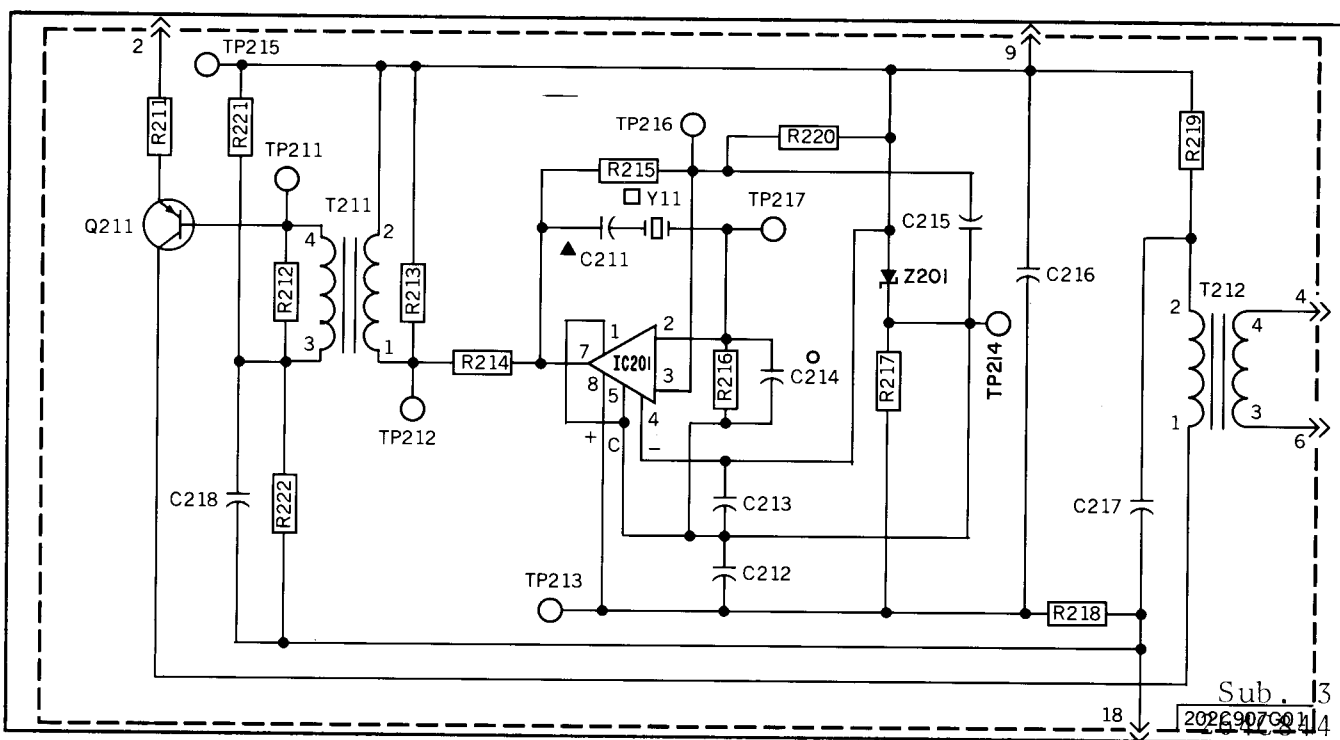 2
TP215
9
R211
R221
TP211
T211
TP216
R220
R219
R215
Y11
TP217
Q211
4
2
C211
C215
R212
R213
Z201
C216
T212
4
3
1
R214
7
1
2
IC201
8
5
3
4
R216
C214
R217
TP214
2
4
1
3
6
TP212
+
C
-
C218
R222
C213
C217
TP213
C212
R218
18
Sub. 3